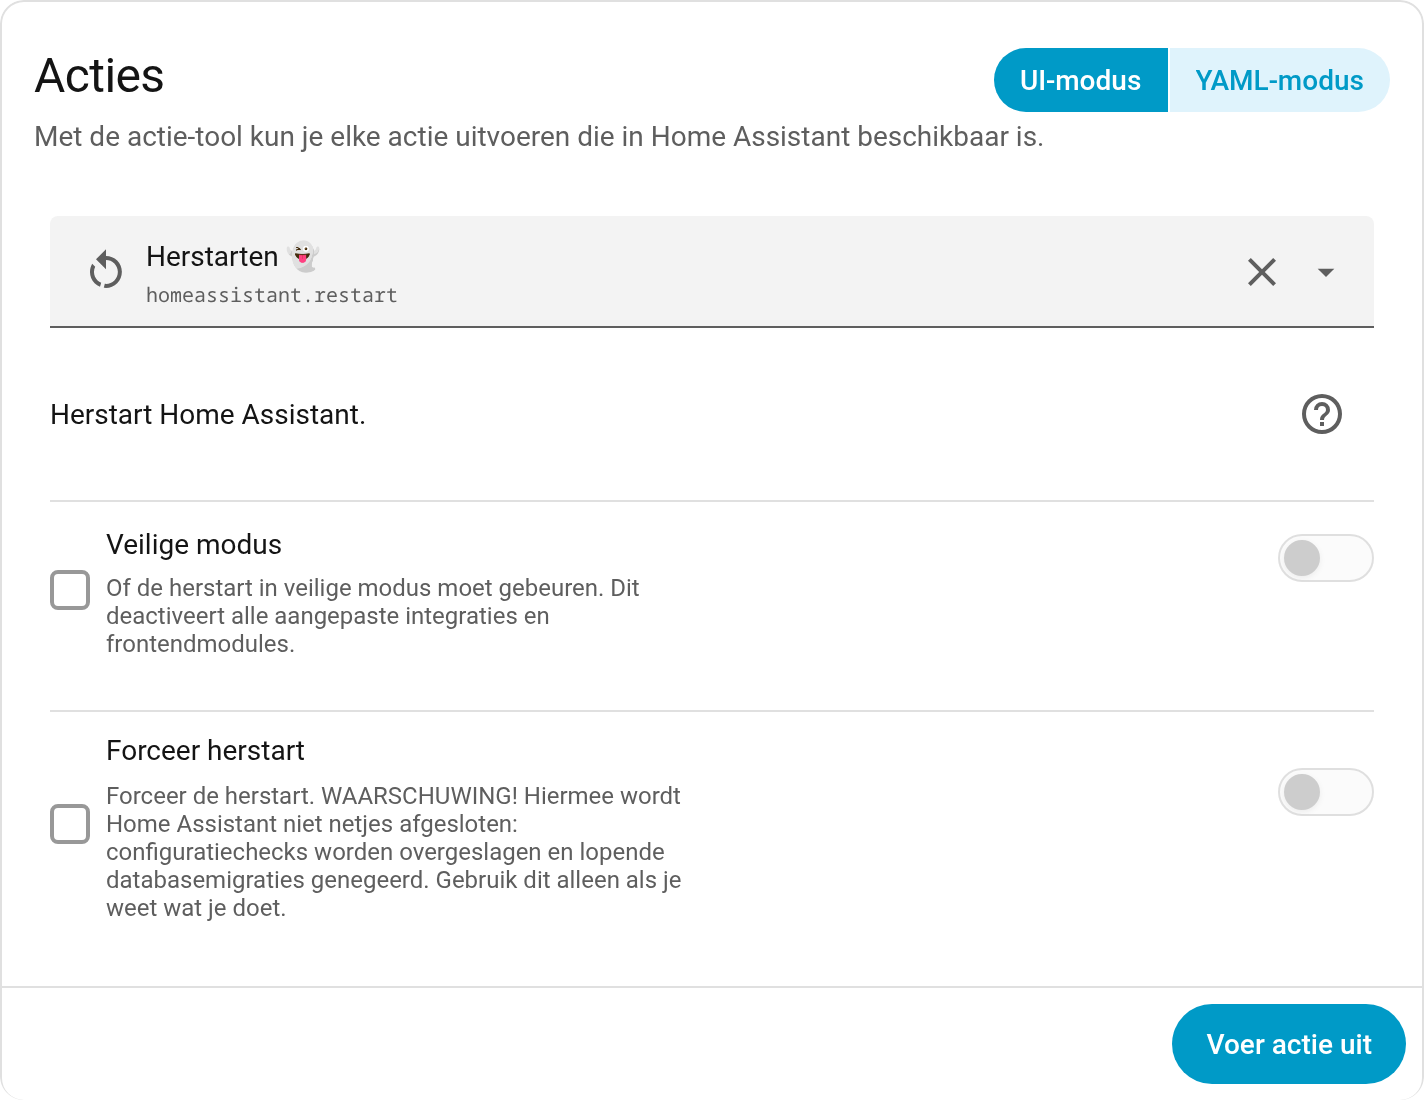 Acties
UI-modus
YAML-modus
Met de actie-tool kun je elke actie uitvoeren die in Home Assistant beschikbaar is.
Herstarten 👻
homeassistant.restart
Herstart Home Assistant.
Veilige modus
Of de herstart in veilige modus moet gebeuren. Dit
deactiveert alle aangepaste integraties en
frontendmodules.
Forceer herstart
Forceer de herstart. WAARSCHUWING! Hiermee wordt
Home Assistant niet netjes afgesloten:
configuratiechecks worden overgeslagen en lopende
databasemigraties genegeerd. Gebruik dit alleen als je
weet wat je doet.
Voer actie uit